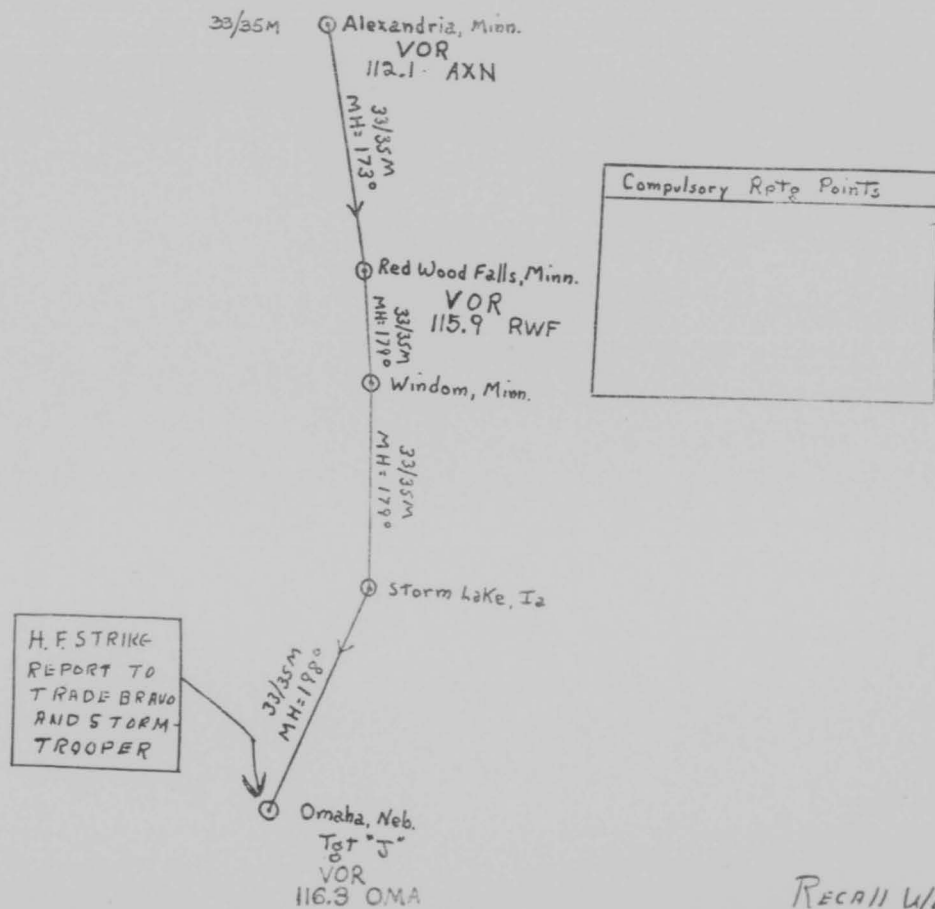 33/35M
Alexandria, Minn.
VOR
112.1 AXN
33/35M
MH=173°
Compulsory Rptg Points
Red Wood Falls, Minn.
VOR
115.9 RWF
33/35M
MH=179°
Windom, Minn.
33/35M
MH=179°
Storm Lake, Ia
33/35M
MH=198°
H.F. STRIKE
REPORT TO
TRADE BRAVO
AND STORM-
TROOPER
Omaha, Neb.
Tgt "J"
VOR
116.3 OMA
RECALL